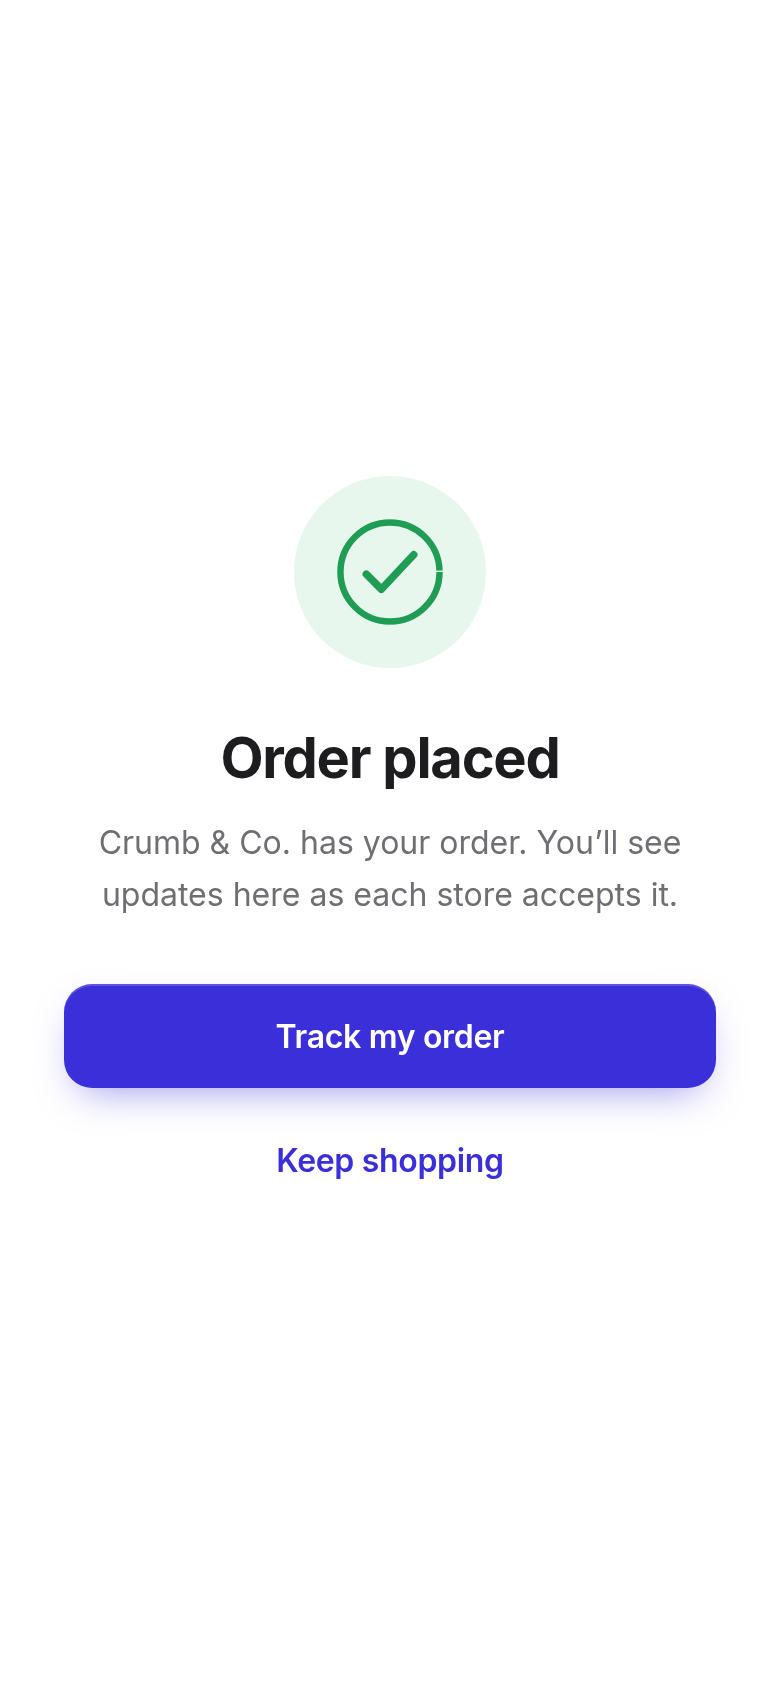 Order placed
Crumb & Co. has your order. You’ll see
updates here as each store accepts it.
Track my order
Keep shopping